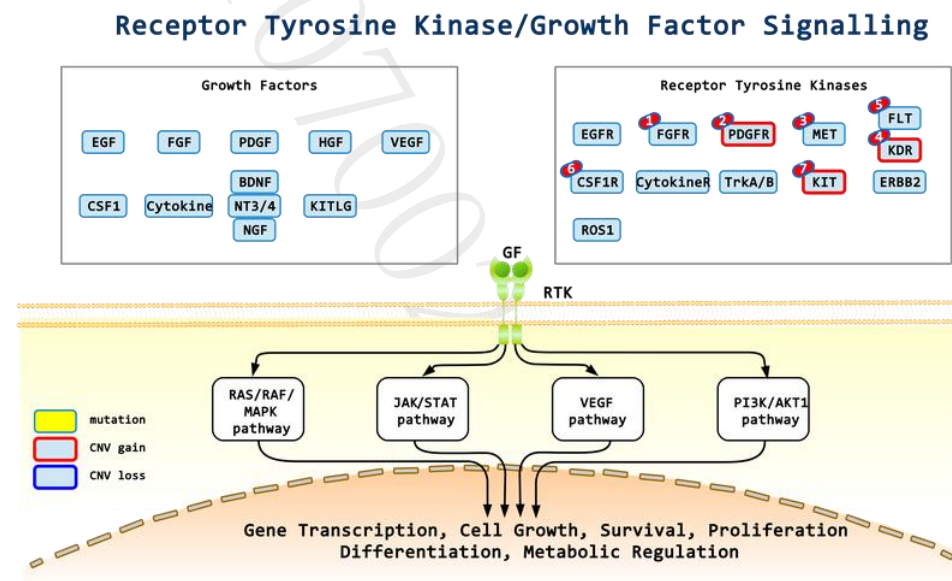 Receptor Tyrosine Kinase/Growth Factor Signalling
Growth Factors
EGF
FGF
PDGF
HGF
VEGF
BDNF
CSF1
Cytokine
NT3/4
KITLG
NGF
Receptor Tyrosine Kinases
5
FLT
1
2
3
EGFR
FGFR
PDGFR
MET
4
KDR
6
7
CSF1R
CytokineR
TrkA/B
KIT
ERBB2
ROS1
GF
RTK
RAS/RAF/
MAPK
pathway
JAK/STAT
pathway
VEGF
pathway
PI3K/AKT1
pathway
mutation
CNV gain
CNV loss
Gene Transcription, Cell Growth, Survival, Proliferation
Differentiation, Metabolic Regulation